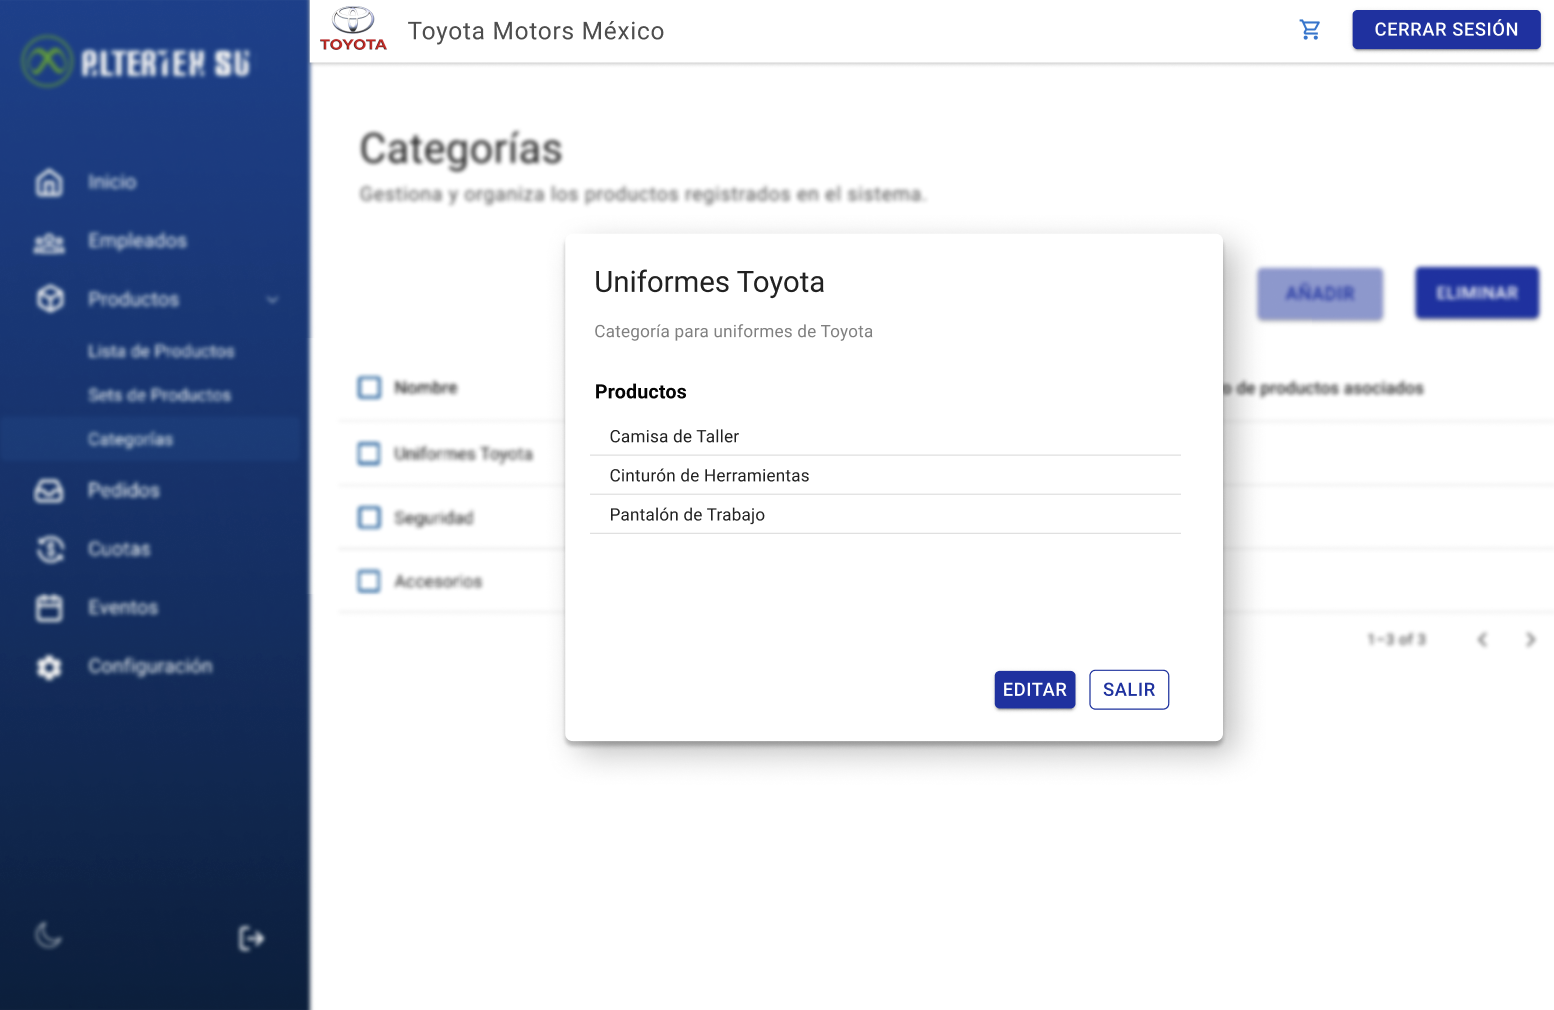 TOYOTA
Toyota Motors México
CERRAR SESIÓN
Inicio
Empleados
Productos
Lista de Productos
Sets de Productos
Categorías
Pedidos
Cuotas
Eventos
Configuración
Categorías
Gestiona y organiza los productos registrados en el sistema.
AÑADIR
ELIMINAR
Nombre
de productos asociados
Uniformes Toyota
Seguridad
Accesorios
1–3 of 3
Uniformes Toyota
Categoría para uniformes de Toyota
Productos
Camisa de Taller
Cinturón de Herramientas
Pantalón de Trabajo
EDITAR
SALIR